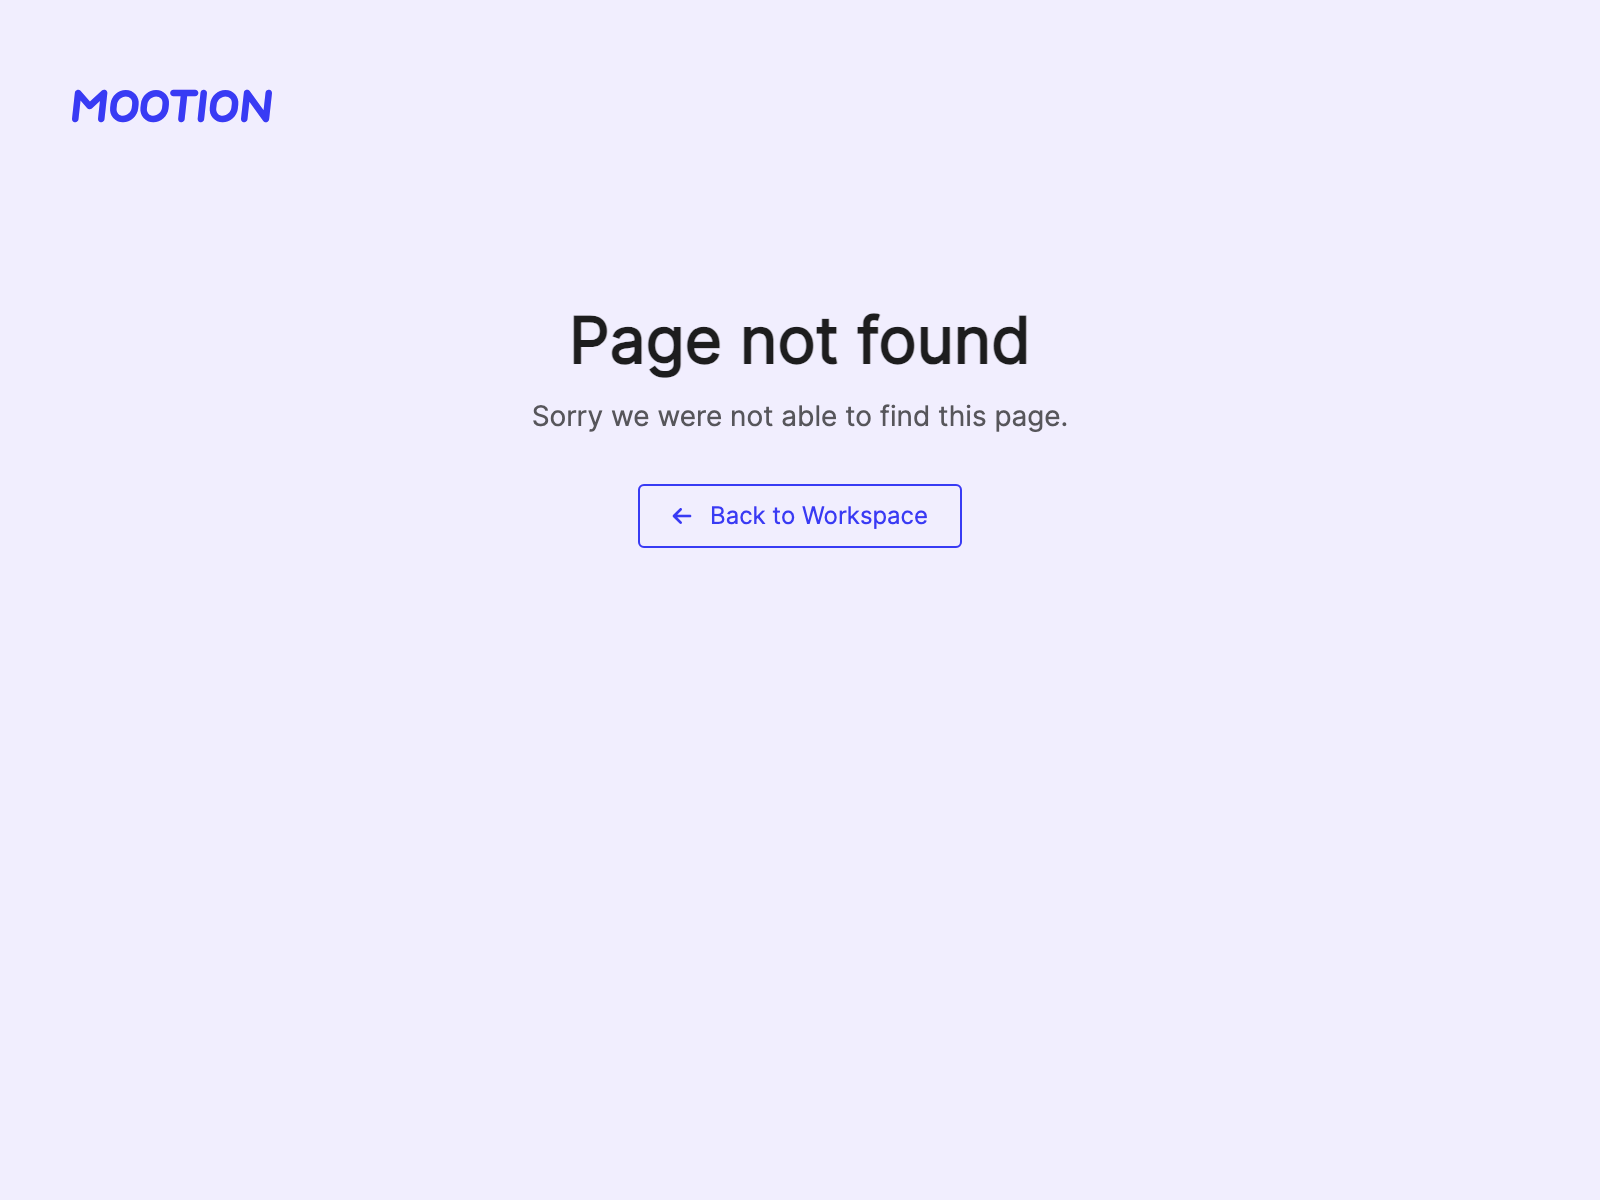 MOOTION
Page not found
Sorry we were not able to find this page.
Back to Workspace